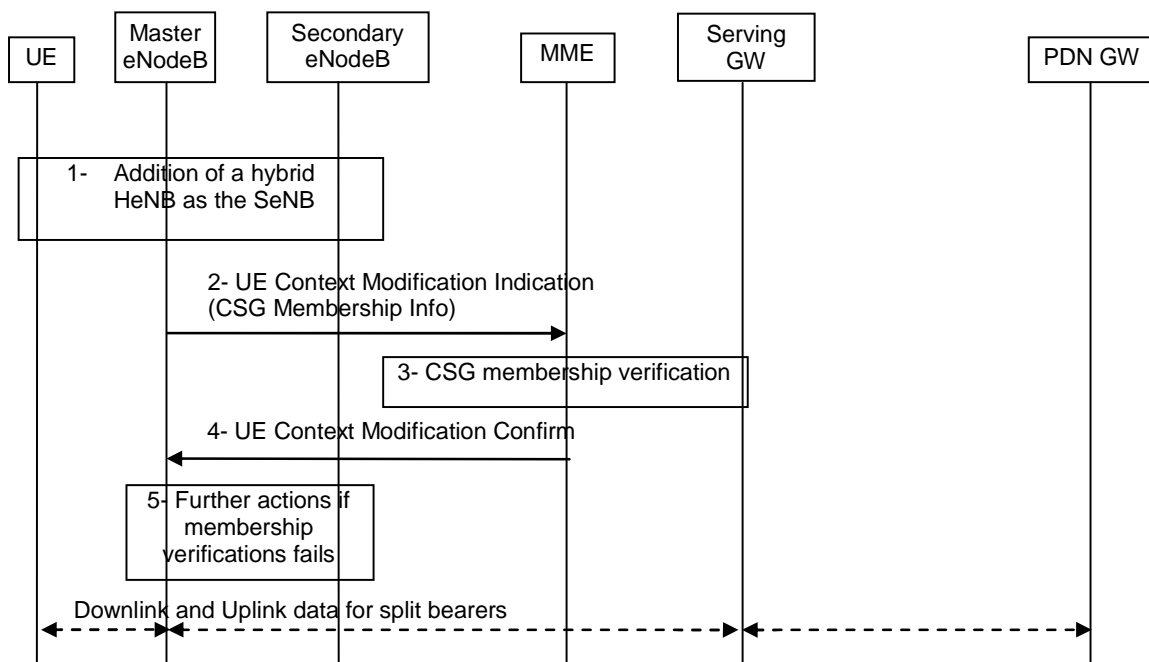 UE
Master
eNodeB
Secondary
eNodeB
MME
Serving
GW
PDN GW
1- Addition of a hybrid
HeNB as the SeNB
2- UE Context Modification Indication
(CSG Membership Info)
3- CSG membership verification
4- UE Context Modification Confirm
5- Further actions if
membership
verifications fails
Downlink and Uplink data for split bearers